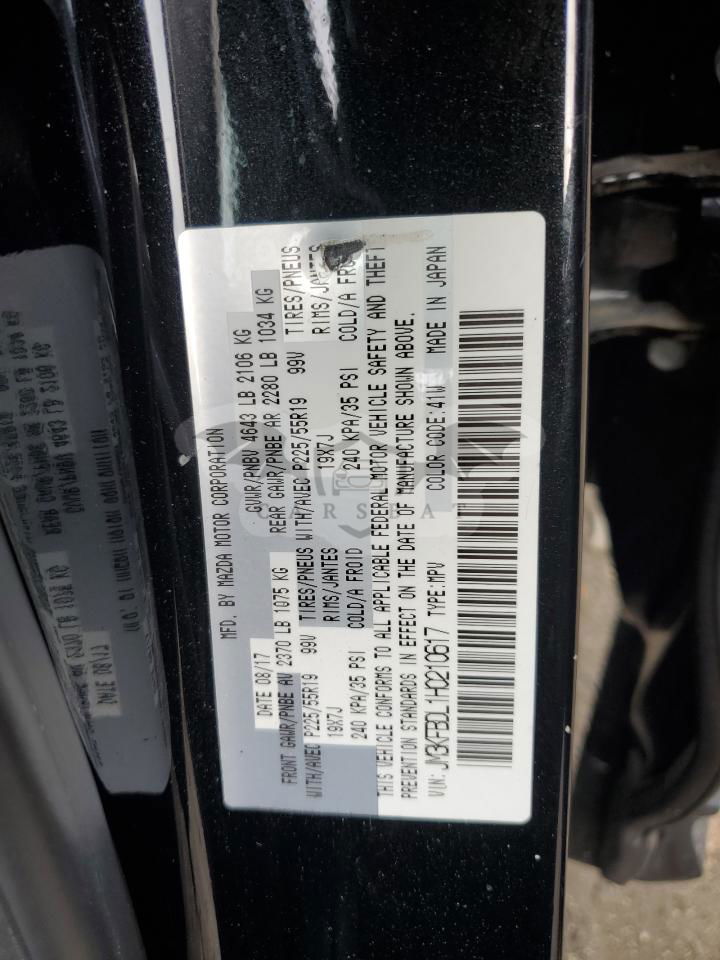 MFD. BY MAZDA MOTOR CORPORATION
DATE 08/17 GVWR/PNBV 4643 LB 2106 KG
FRONT GAWR/PNBE AV 2370 LB 1075 KG REAR GAWR/PNBE AR 2280 LB 1034 KG
WITH/AVEC P225/55R19 99V TIRES/PNEUS WITH/AVEC P225/55R19 99V TIRES/PNEUS
19X7J RIMS/JANTES 19X7J RIMS/JANTES
240 KPA/35 PSI COLD/A FROID 240 KPA/35 PSI COLD/A
THIS VEHICLE CONFORMS TO ALL APPLICABLE FEDERAL MOTOR VEHICLE SAFETY AND THEFT
PREVENTION STANDARDS IN EFFECT ON THE DATE OF MANUFACTURE SHOWN ABOVE.
VIN: JM3KFBDL1H0210617 TYPE:MPV COLOR CODE:41W MADE IN JAPAN